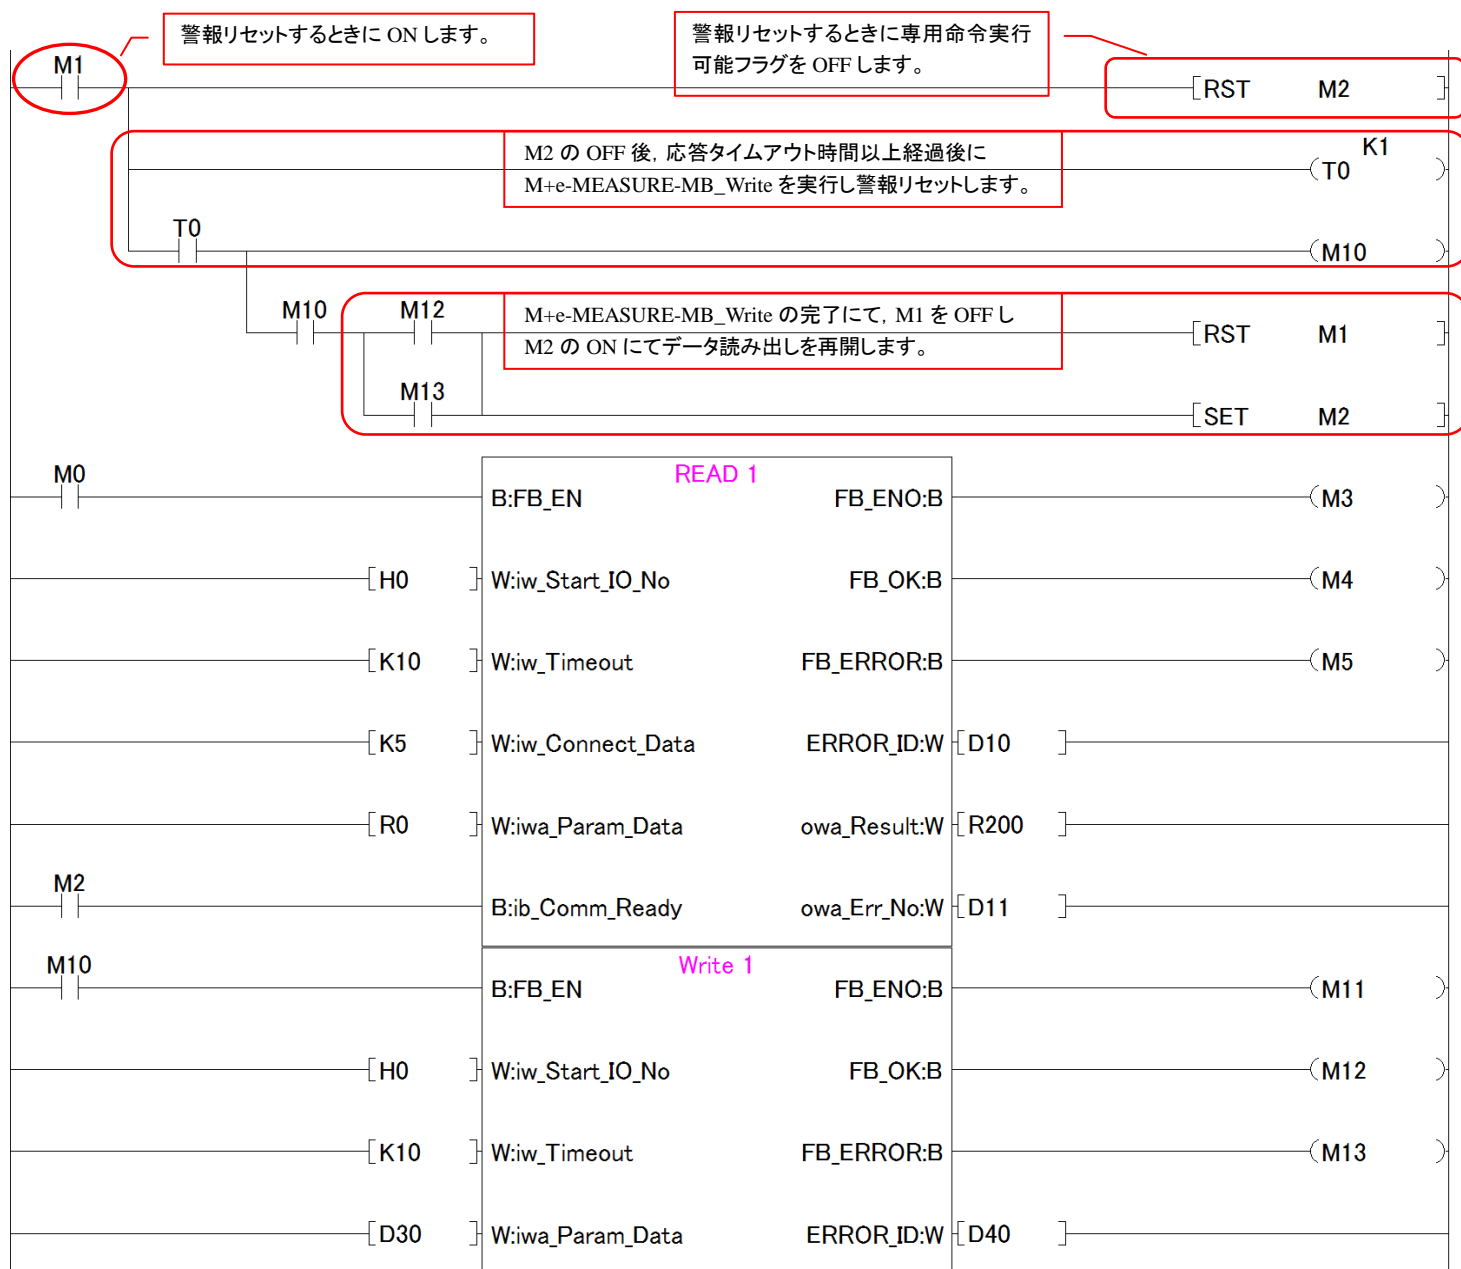 警報リセットするときに ON します。
警報リセットするときに専用命令実行
可能フラグを OFF します。
M1
RST M2
M2 の OFF 後, 応答タイムアウト時間以上経過後に
M+e-MEASURE-MB_Write を実行し警報リセットします。
K1
T0
T0
M10
M10 M12
M+e-MEASURE-MB_Write の完了にて, M1 を OFF し
M2 の ON にてデータ読み出しを再開します。
RST M1
M13
SET M2
READ 1
M0
B:FB_EN FB_ENO:B M3
H0 W:iw_Start_IO_No FB_OK:B M4
K10 W:iw_Timeout FB_ERROR:B M5
K5 W:iw_Connect_Data ERROR_ID:W D10
R0 W:iwa_Param_Data owa_Result:W R200
M2
B:ib_Comm_Ready owa_Err_No:W D11
Write 1
M10
B:FB_EN FB_ENO:B M11
H0 W:iw_Start_IO_No FB_OK:B M12
K10 W:iw_Timeout FB_ERROR:B M13
D30 W:iwa_Param_Data ERROR_ID:W D40